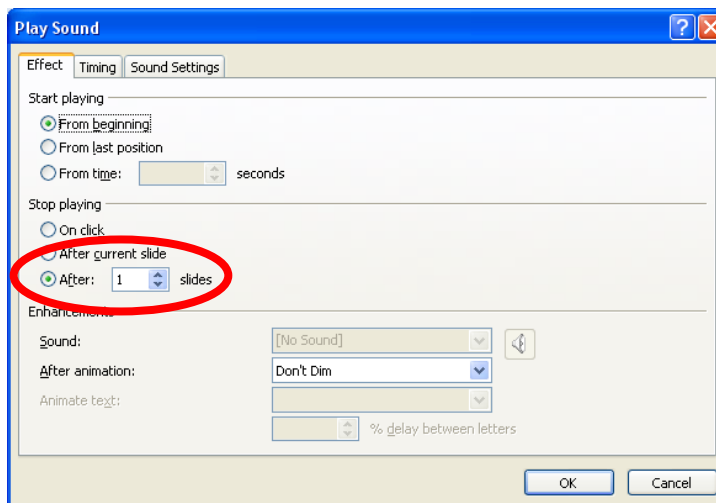 Play Sound
Effect Timing Sound Settings
Start playing
From beginning
From last position
From time: seconds
Stop playing
On click
After current slide
After: 1 slides
Enhancements
Sound: [No Sound]
After animation: Don't Dim
Animate text:
% delay between letters
OK Cancel